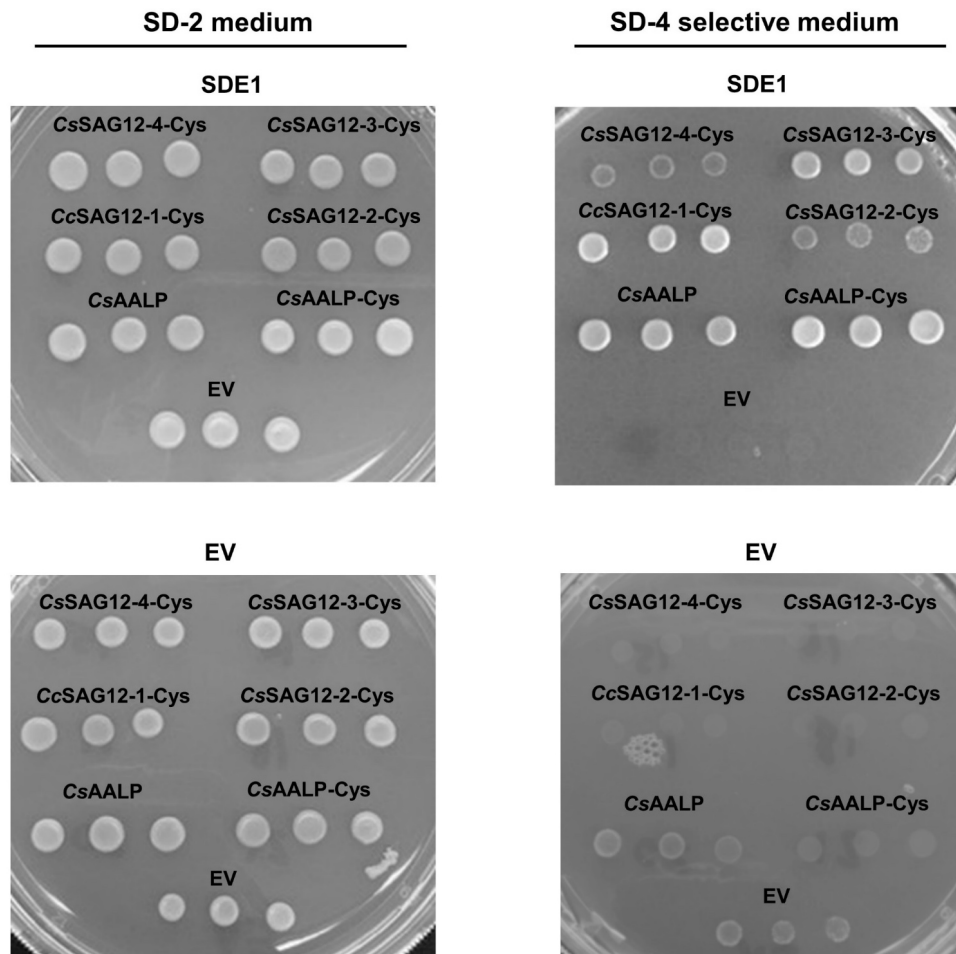 SD-2 medium
SD-4 selective medium
SDE1
CsSAG12-4-Cys CsSAG12-3-Cys
CcSAG12-1-Cys CsSAG12-2-Cys
CsAALP CsAALP-Cys
EV
SDE1
CsSAG12-4-Cys CsSAG12-3-Cys
CcSAG12-1-Cys CsSAG12-2-Cys
CsAALP CsAALP-Cys
EV
EV
CsSAG12-4-Cys CsSAG12-3-Cys
CcSAG12-1-Cys CsSAG12-2-Cys
CsAALP CsAALP-Cys
EV
EV
CsSAG12-4-Cys CsSAG12-3-Cys
CcSAG12-1-Cys CsSAG12-2-Cys
CsAALP CsAALP-Cys
EV